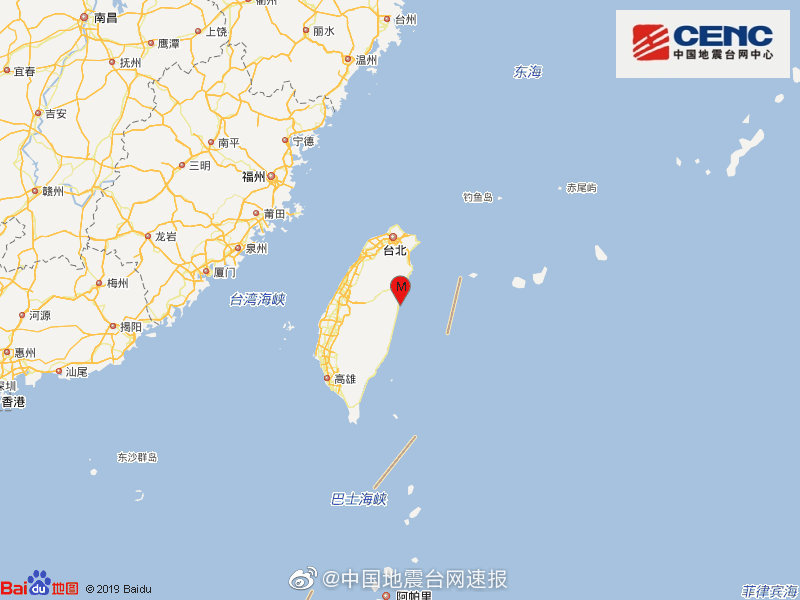 衢州
台州
南昌
上饶
丽水
CENC
中国地震台网中心
鹰潭
温州
宜春
抚州
东海
吉安
南平
宁德
三明
福州
赣州
钓鱼岛
赤尾屿
莆田
龙岩
泉州
台北
厦门
梅州
M
台湾海峡
河源
揭阳
惠州
汕尾
高雄
深圳
香港
东沙群岛
巴士海峡
@中国地震台网速报
Bai du 地图
© 2019 Baidu
阿帕里
菲律宾海